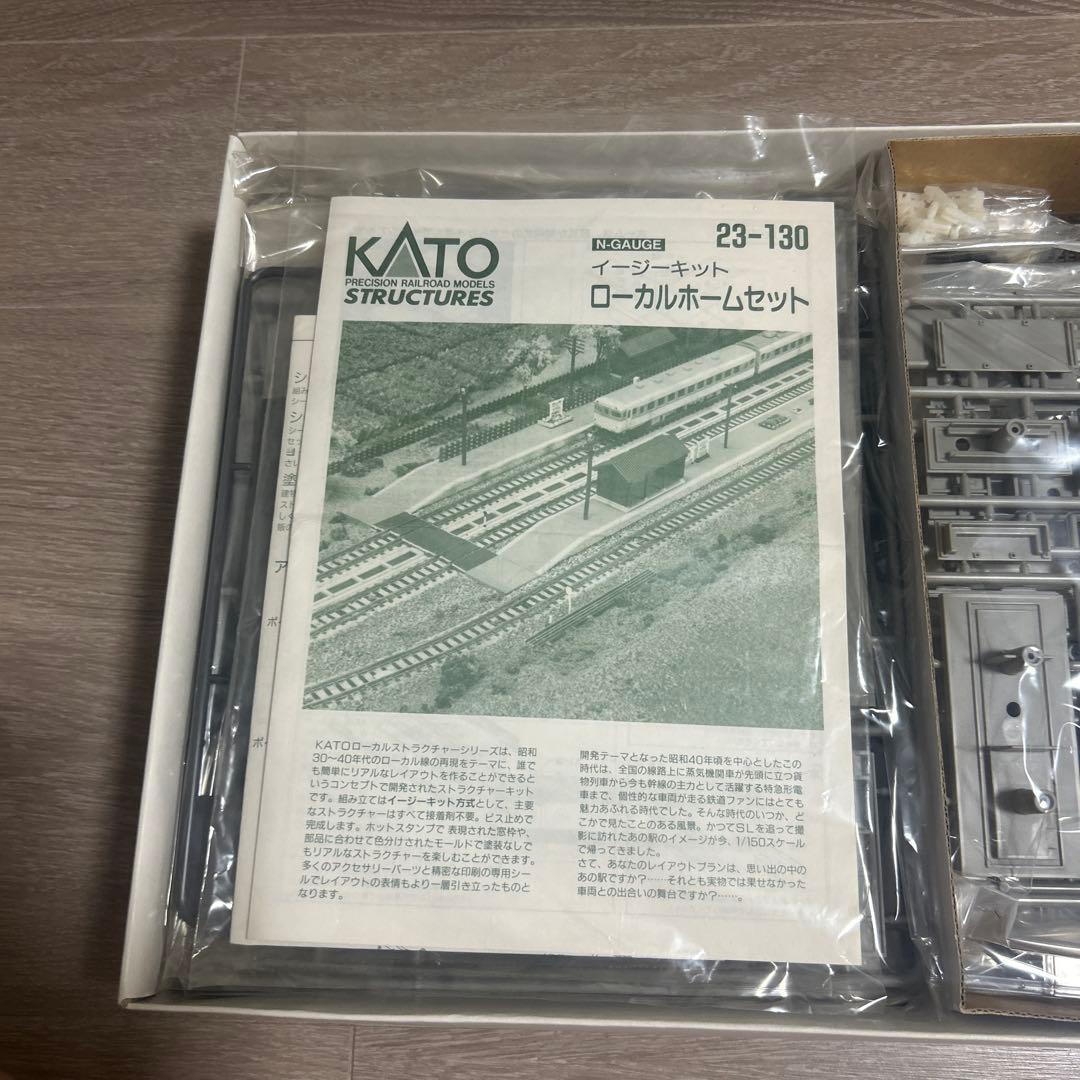 KATO
PRECISION RAILROAD MODELS
STRUCTURES
N-GAUGE
23-130
イージーキット
ローカルホームセット
KATOローカルストラクチャーシリーズは、昭和
30〜40年代のローカル線の再現をテーマに、誰で
も簡単にリアルなレイアウトを作ることができると
いうコンセプトで開発されたストラクチャーキット
です。組み立てはイージーキット方式として、主要
なストラクチャーはすべて接着剤不要。ビス止めで
完成します。ホットスタンプで表現された窓枠や、
部品に合わせて色分けされたモールドで塗装なしで
もリアルなストラクチャーを楽しむことができます。
多くのアクセサリーパーツと精密な印刷の専用シー
ルでレイアウトの表情もより一層引き立ったものと
なります。
開発テーマとなった昭和40年頃を中心としたこの
時代は、全国の線路上に蒸気機関車が先頭に立つ貨
物列車から今も幹線の主力として活躍する特急形電
車まで、個性的な車両が走る鉄道ファンにはとても
魅力あふれる時代でした。そんな時代のいつか、ど
こかで見たことのある風景。かつてSLを追って撮
影に訪れたあの駅のイメージが今、1/150スケール
で帰ってきました。
さて、あなたのレイアウトプランは、思い出の中の
あの駅ですか？……それとも実物では果せなかった
車両との出合いの舞台ですか？……。
シ
組み
シー
シ
シー
セッ
塗
ア
ポ
ポ